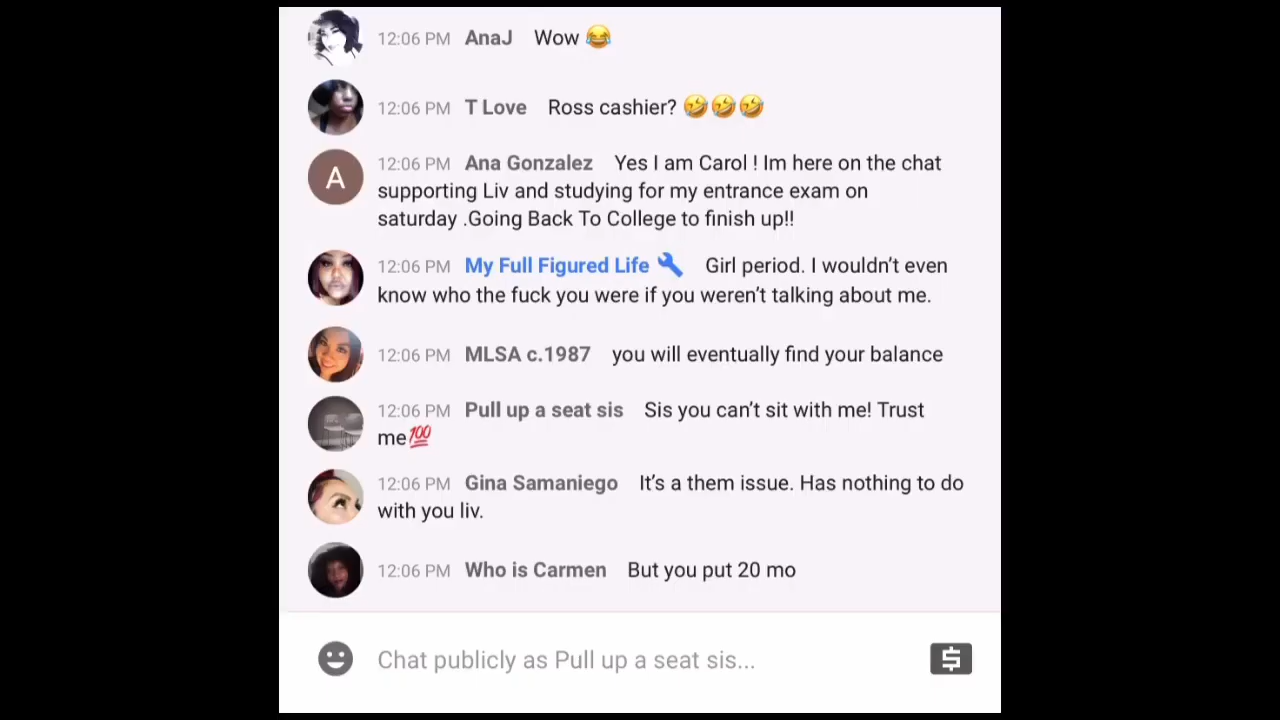 12:06 PM AnaJ Wow 😂
12:06 PM T Love Ross cashier? 🤣🤣🤣
A
12:06 PM Ana Gonzalez Yes I am Carol ! Im here on the chat
supporting Liv and studying for my entrance exam on
saturday .Going Back To College to finish up!!
12:06 PM My Full Figured Life 🔧 Girl period. I wouldn't even
know who the fuck you were if you weren't talking about me.
12:06 PM MLSA c.1987 you will eventually find your balance
12:06 PM Pull up a seat sis Sis you can't sit with me! Trust
me💯
12:06 PM Gina Samaniego It's a them issue. Has nothing to do
with you liv.
12:06 PM Who is Carmen But you put 20 mo
Chat publicly as Pull up a seat sis...
$